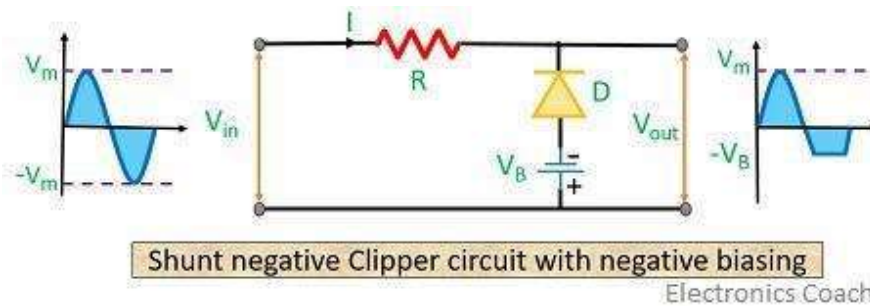 I
Vm
R
D
Vm
Vin
Vout
-Vm
VB
-
+
-VB
Shunt negative Clipper circuit with negative biasing
Electronics Coach